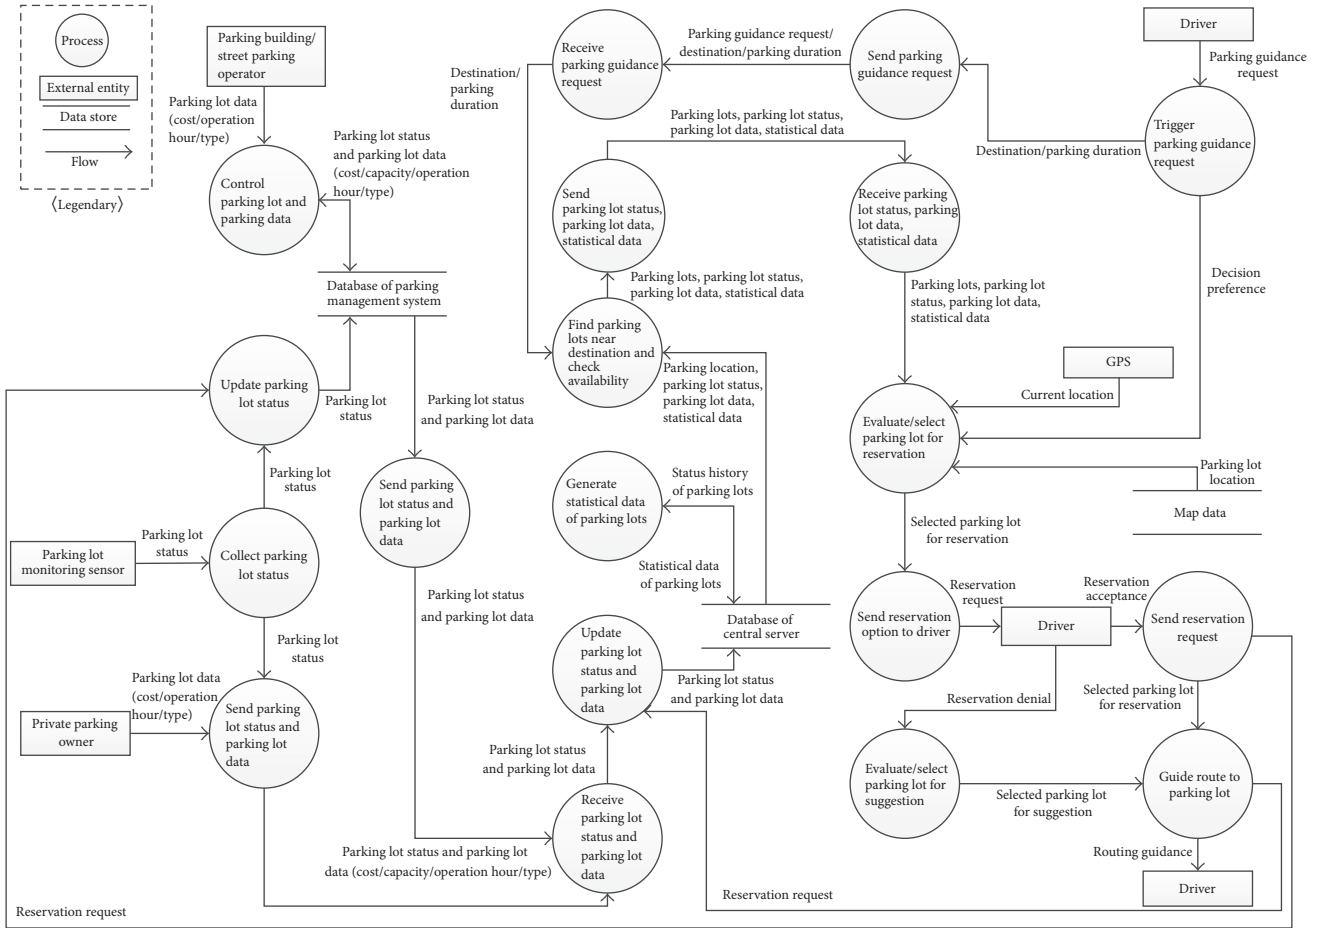 Process
External entity
Data store
Flow
⟨Legendary⟩
Parking building/
street parking
operator
Parking lot data
(cost/operation
hour/type)
Control
parking lot and
parking data
Parking lot status
and parking lot data
(cost/capacity/operation
hour/type)
Database of parking
management system
Update parking
lot status
Parking lot
status
Parking lot
status
Parking lot
monitoring sensor
Parking lot
status
Collect parking
lot status
Parking lot
status
Parking lot data
(cost/operation
hour/type)
Private parking
owner
Send parking
lot status and
parking lot
data
Parking lot status
and parking lot data
Send parking
lot status and
parking lot
data
Parking lot status
and parking lot data
Parking lot status and parking lot
data (cost/capacity/operation hour/type)
Reservation request
Destination/
parking
duration
Receive
parking guidance
request
Parking guidance request/
destination/parking duration
Send parking
guidance request
Driver
Parking guidance
request
Trigger
parking guidance
request
Destination/parking duration
Parking lots, parking lot status,
parking lot data, statistical data
Send
parking lot status,
parking lot data,
statistical data
Receive parking
lot status, parking
lot data,
statistical data
Parking lots, parking lot status,
parking lot data, statistical data
Find parking
lots near
destination and
check
availability
Parking location,
parking lot status,
parking lot data,
statistical data
Parking lots, parking lot
status, parking lot data,
statistical data
Decision
preference
GPS
Current location
Evaluate/select
parking lot for
reservation
Parking lot
location
Map data
Generate
statistical data
of parking lots
Status history
of parking lots
Statistical data
of parking lots
Database of
central server
Update
parking lot
status and
parking lot
data
Parking lot status
and parking lot data
Parking lot status
and parking lot data
Receive
parking lot
status and
parking lot
data
Selected parking lot
for reservation
Send reservation
option to driver
Reservation
request
Driver
Reservation
acceptance
Send reservation
request
Reservation denial
Selected parking lot
for reservation
Evaluate/select
parking lot for
suggestion
Selected parking lot
for suggestion
Guide route to
parking lot
Routing guidance
Driver
Reservation request